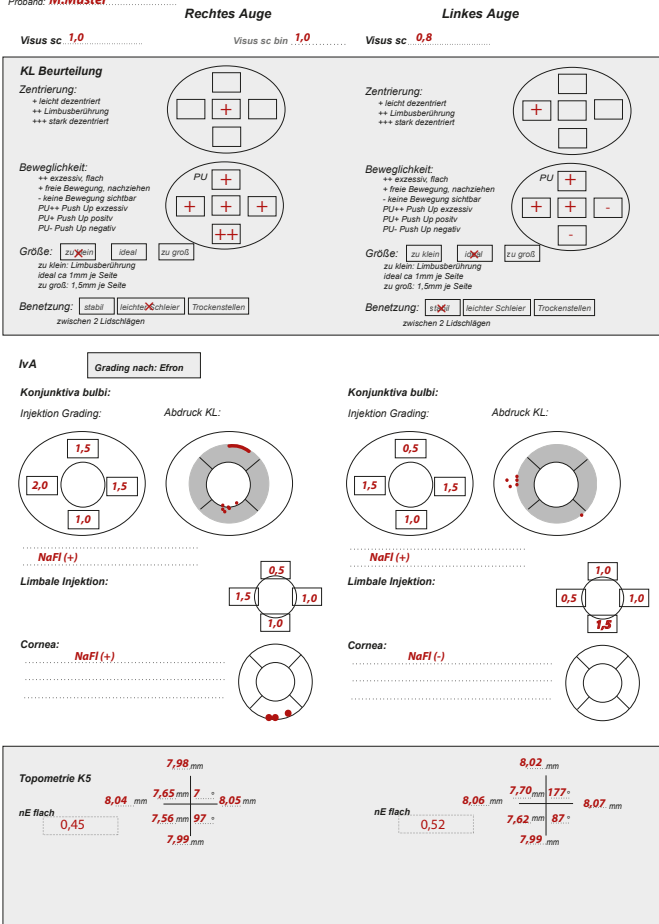 Proband: M.Muster
Rechtes Auge Linkes Auge
Visus sc 1,0 Visus sc bin 1,0 Visus sc 0,8
KL Beurteilung
Zentrierung:
+ leicht dezentriert
++ Limbusberührung
+++ stark dezentriert
+
Beweglichkeit:
++ exzessiv, flach
+ freie Bewegung, nachziehen
- keine Bewegung sichtbar
PU++ Push Up exzessiv
PU+ Push Up positv
PU- Push Up negativ
PU +
+ + +
++
Größe: zu klein ideal zu groß
zu klein: Limbusberührung
ideal ca 1mm je Seite
zu groß: 1,5mm je Seite
Benetzung: stabil leichter Schleier Trockenstellen
zwischen 2 Lidschlägen
Zentrierung:
+ leicht dezentriert
++ Limbusberührung
+++ stark dezentriert
+
Beweglichkeit:
++ exzessiv, flach
+ freie Bewegung, nachziehen
- keine Bewegung sichtbar
PU++ Push Up exzessiv
PU+ Push Up positv
PU- Push Up negativ
PU +
+ + -
-
Größe: zu klein ideal zu groß
zu klein: Limbusberührung
ideal ca 1mm je Seite
zu groß: 1,5mm je Seite
Benetzung: stabil leichter Schleier Trockenstellen
zwischen 2 Lidschlägen
IvA Grading nach: Efron
Konjunktiva bulbi:
Injektion Grading: Abdruck KL:
1,5
2,0 1,5
1,0
NaFl (+)
Limbale Injektion:
0,5
1,5 1,0
1,0
Cornea:
NaFl (+)
Konjunktiva bulbi:
Injektion Grading: Abdruck KL:
0,5
1,5 1,5
1,0
NaFl (+)
Limbale Injektion:
1,0
0,5 1,0
1,5
Cornea:
NaFl (-)
Topometrie K5
7,98 mm
8,04 mm 7,65 mm 7 ° 8,05 mm
7,56 mm 97 °
7,99 mm
nE flach
0,45
8,02 mm
8,06 mm 7,70 mm 177 ° 8,07 mm
7,62 mm 87 °
7,99 mm
nE flach
0,52